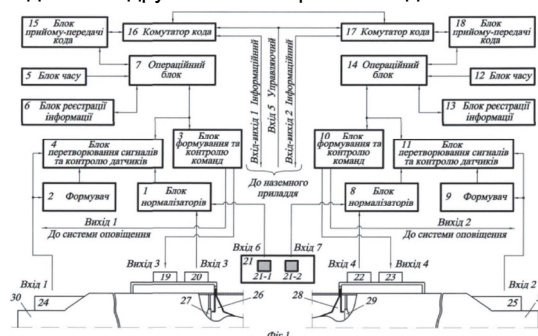 15 Блок
прийому-передачі
кода
16 Комутатор кода
17 Комутатор кода
18 Блок
прийому-передачі
кода
7 Операційний
блок
14 Операційний
блок
5 Блок часу
12 Блок часу
6 Блок реєстрації
інформації
13 Блок реєстрації
інформації
Вхід-вихід 1 Інформаційний
Вхід 5 Управляючий
Вхід-вихід 2 Інформаційний
4 Блок
перетворювання сигналів
та контролю датчиків
3 Блок
формування та
контролю
команд
10 Блок
формування та
контролю
команд
11 Блок
перетворювання сигналів
та контролю датчиків
До наземного
приладдя
2 Формувач
1 Блок
нормалізаторів
8 Блок
нормалізаторів
9 Формувач
Вихід 1
До системи оповіщення
Вихід 2
До системи оповіщення
Вхід 6
Вхід 7
21
21-1
21-2
Вхід 1
Вихід 3
Вхід 3
Вхід 4
Вихід 4
Вхід 2
19
20
22
23
30
24
25
27
26
28
29
Фіг.1